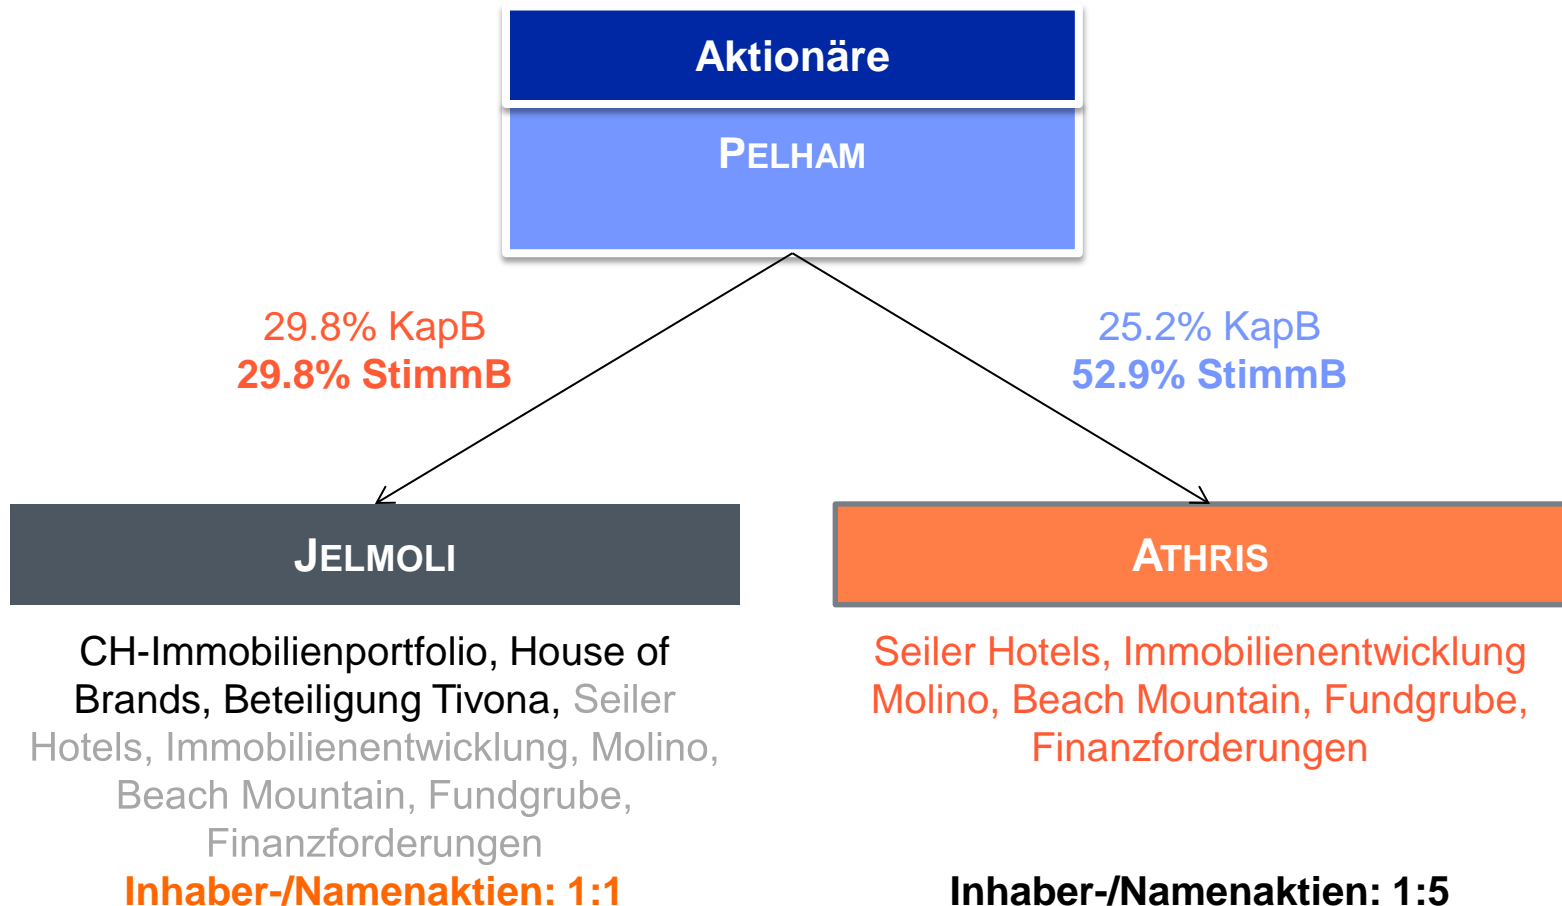 Aktionäre
PELHAM
29.8% KapB
29.8% StimmB
25.2% KapB
52.9% StimmB
JELMOLI
CH-Immobilienportfolio, House of
Brands, Beteiligung Tivona, Seiler
Hotels, Immobilienentwicklung, Molino,
Beach Mountain, Fundgrube,
Finanzforderungen
Inhaber-/Namenaktien: 1:1
ATHRIS
Seiler Hotels, Immobilienentwicklung
Molino, Beach Mountain, Fundgrube,
Finanzforderungen
Inhaber-/Namenaktien: 1:5